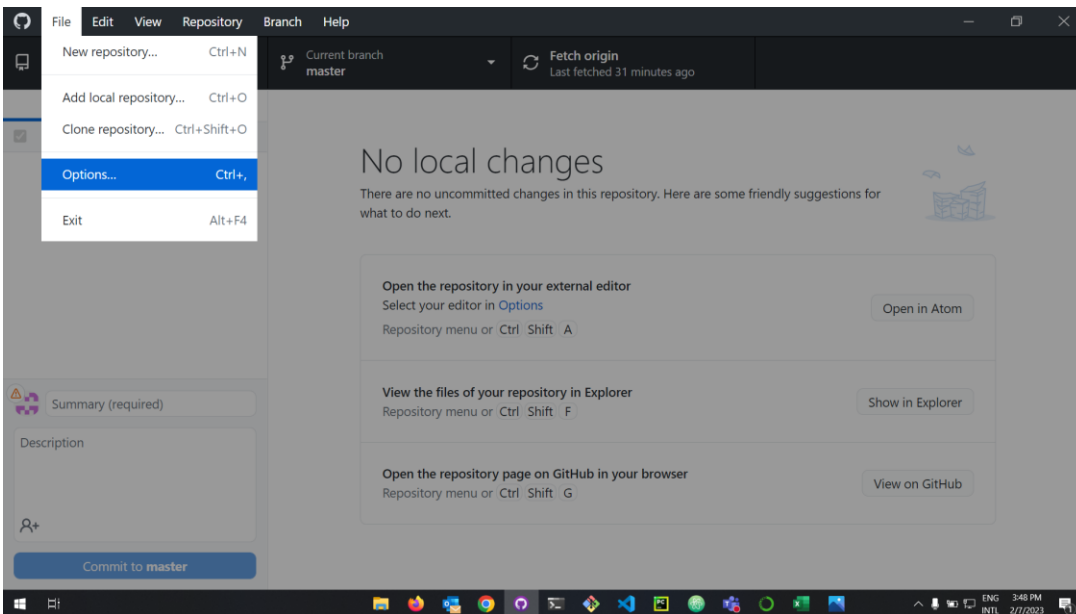 File Edit View Repository Branch Help
New repository... Ctrl+N
Add local repository... Ctrl+O
Clone repository... Ctrl+Shift+O
Options... Ctrl+,
Exit Alt+F4
Current branch
master
Fetch origin
Last fetched 31 minutes ago
No local changes
There are no uncommitted changes in this repository. Here are some friendly suggestions for
what to do next.
Open the repository in your external editor
Select your editor in Options
Repository menu or Ctrl Shift A
Open in Atom
View the files of your repository in Explorer
Repository menu or Ctrl Shift F
Show in Explorer
Open the repository page on GitHub in your browser
Repository menu or Ctrl Shift G
View on GitHub
Summary (required)
Description
Commit to master
ENG
INTL
3:48 PM
2/7/2023